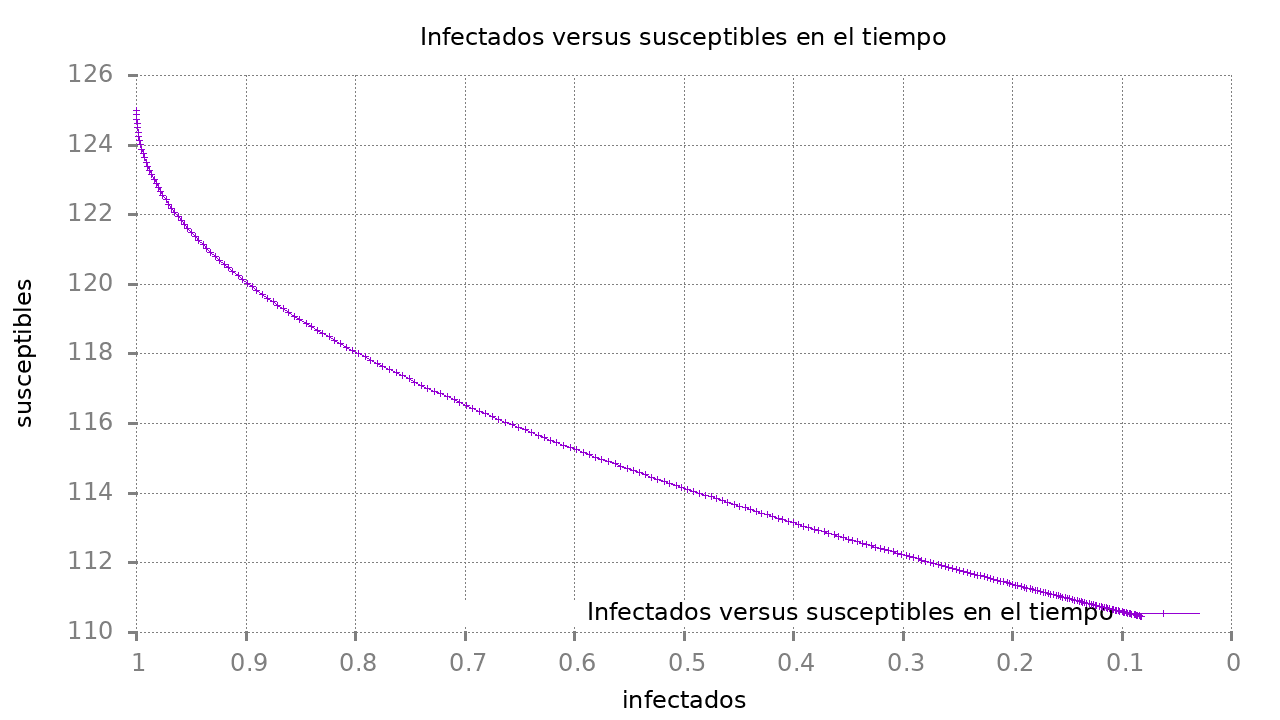 Infectados versus susceptibles en el tiempo
126
124
122
120
118
116
114
112
110
susceptibles
Infectados versus susceptibles en el tiempo
1 0.9 0.8 0.7 0.6 0.5 0.4 0.3 0.2 0.1 0
infectados